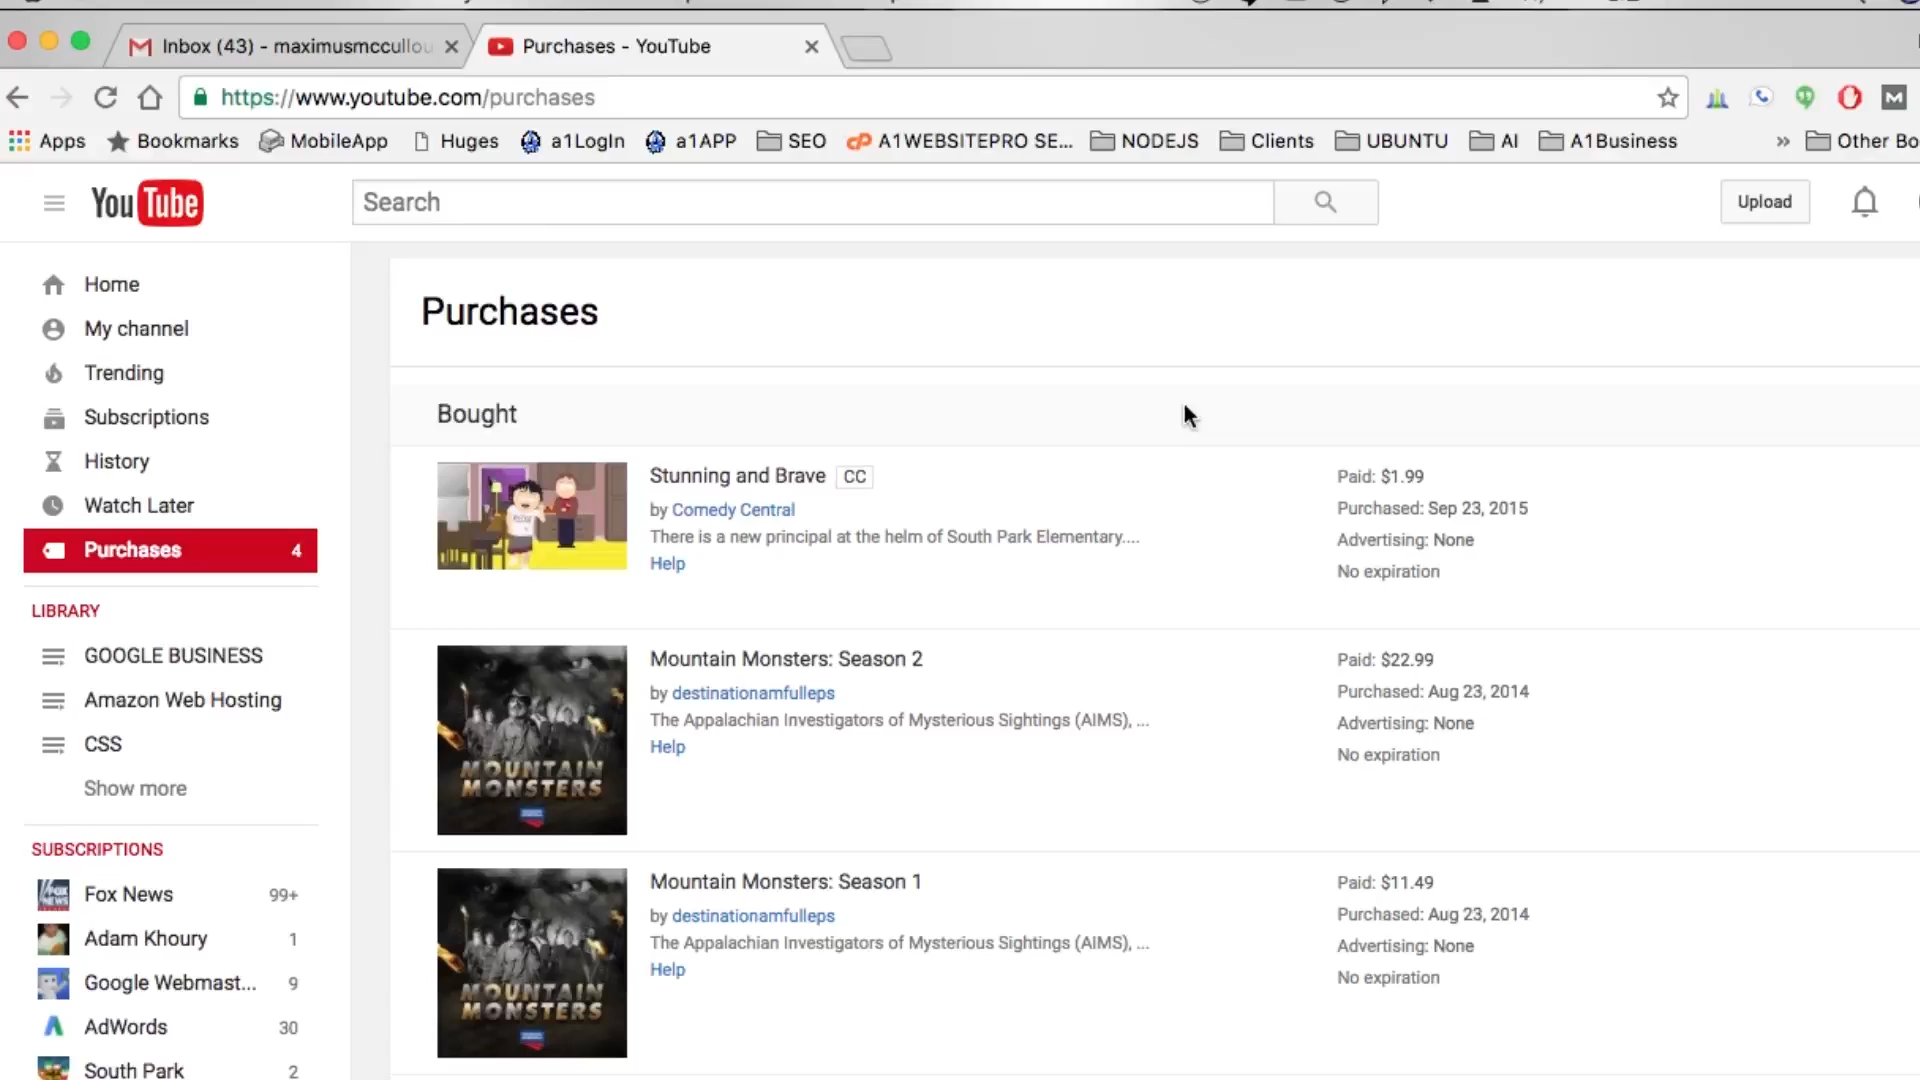 Inbox (43) - maximusmccullou
Purchases - YouTube
https://www.youtube.com/purchases
Apps Bookmarks MobileApp Huges a1LogIn a1APP SEO A1WEBSITEPRO SE... NODEJS Clients UBUNTU AI A1Business » Other Bo
YouTube
Search
Upload
Home
My channel
Trending
Subscriptions
History
Watch Later
Purchases 4
LIBRARY
GOOGLE BUSINESS
Amazon Web Hosting
CSS
Show more
SUBSCRIPTIONS
Fox News 99+
Adam Khoury 1
Google Webmast... 9
AdWords 30
South Park 2
Purchases
Bought
Stunning and Brave CC
by Comedy Central
There is a new principal at the helm of South Park Elementary....
Help
Paid: $1.99
Purchased: Sep 23, 2015
Advertising: None
No expiration
MOUNTAIN
MONSTERS
Mountain Monsters: Season 2
by destinationamfulleps
The Appalachian Investigators of Mysterious Sightings (AIMS), ...
Help
Paid: $22.99
Purchased: Aug 23, 2014
Advertising: None
No expiration
MOUNTAIN
MONSTERS
Mountain Monsters: Season 1
by destinationamfulleps
The Appalachian Investigators of Mysterious Sightings (AIMS), ...
Help
Paid: $11.49
Purchased: Aug 23, 2014
Advertising: None
No expiration